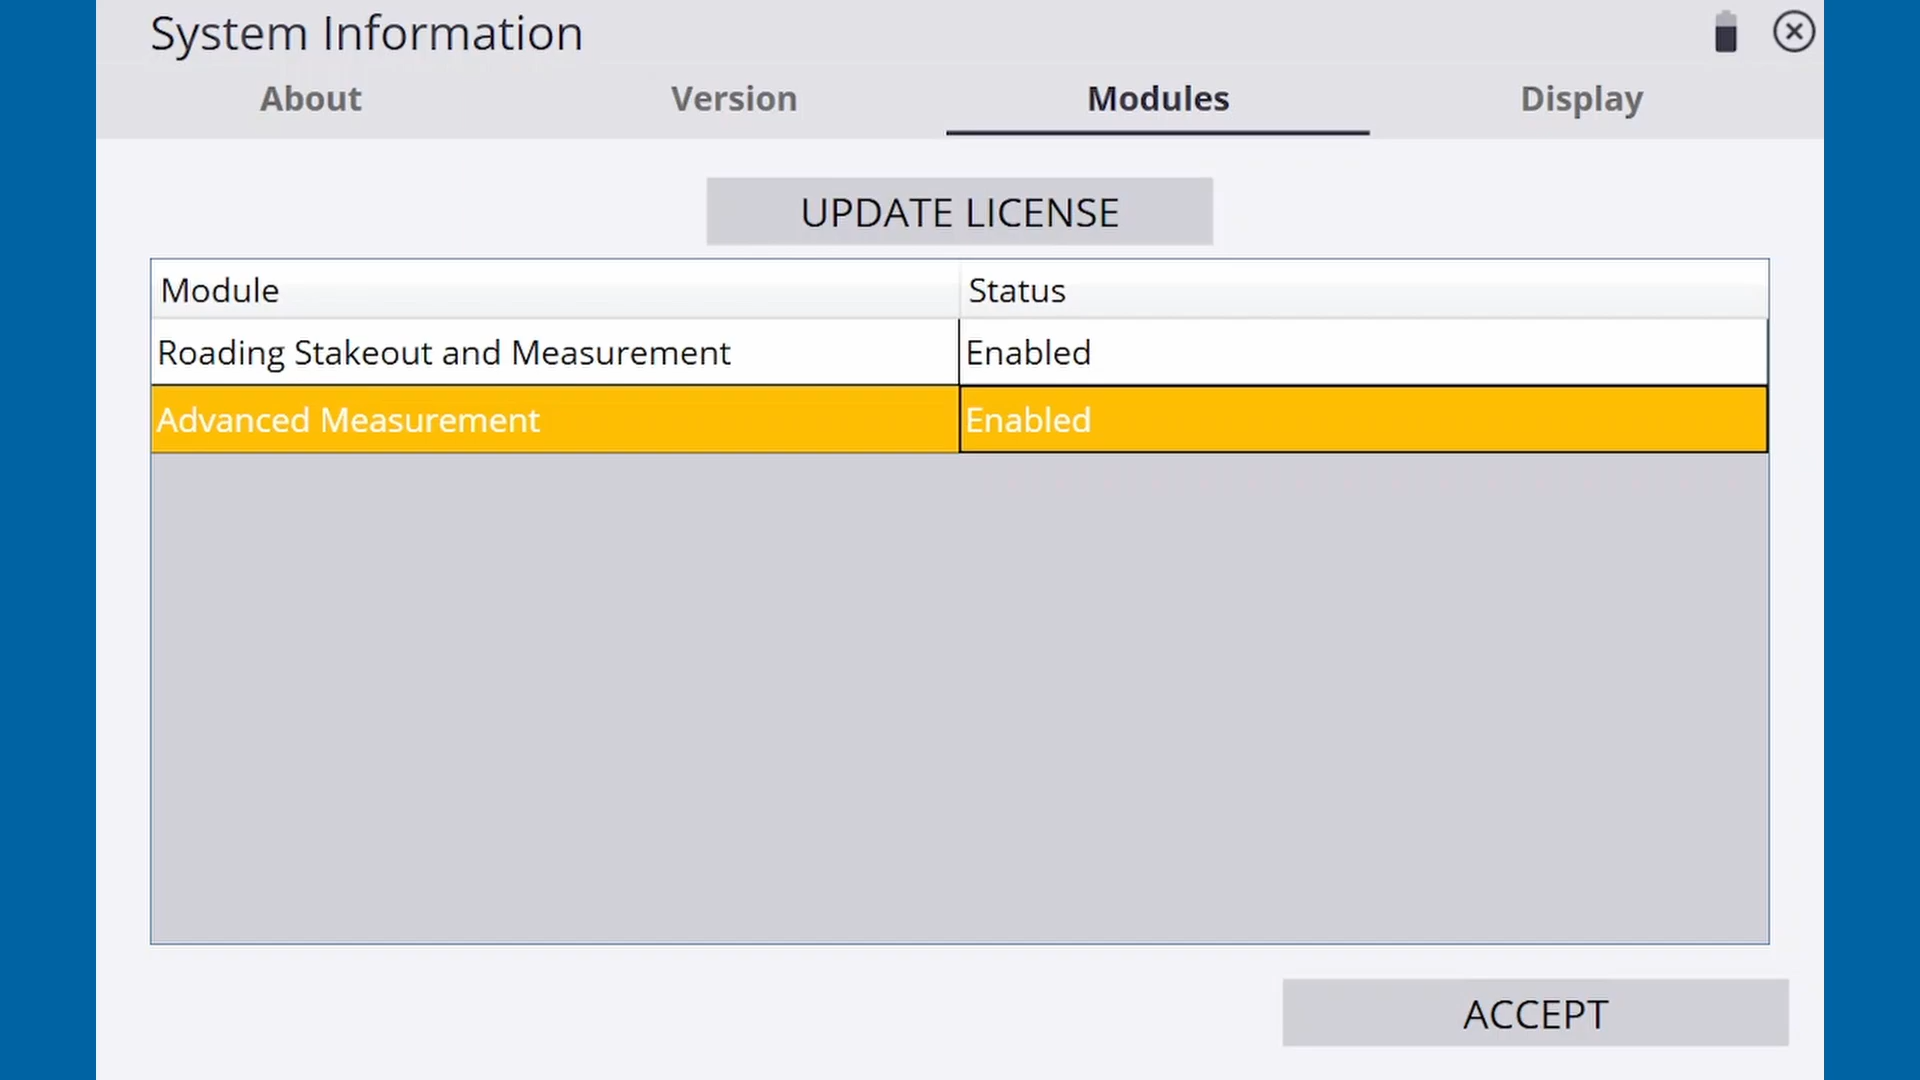 System Information
About Version Modules Display
UPDATE LICENSE
Module Status
Roading Stakeout and Measurement Enabled
Advanced Measurement Enabled
ACCEPT